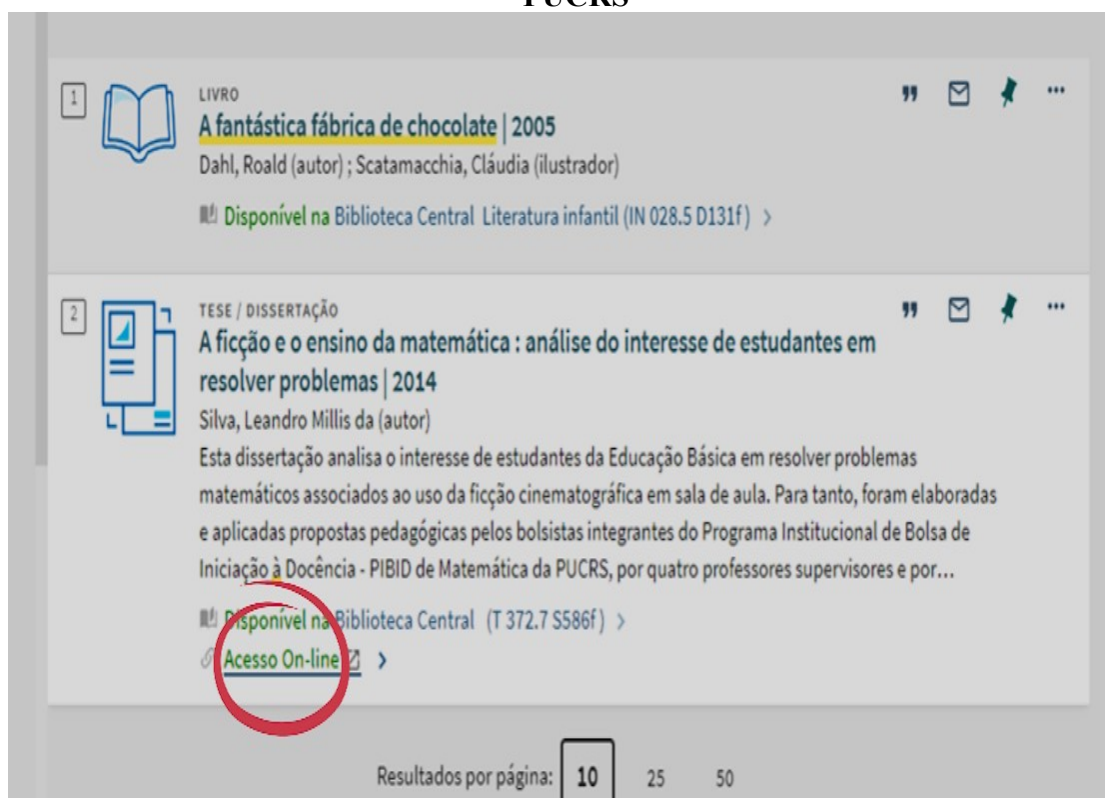 PUCRS
1
LIVRO
A fantástica fábrica de chocolate | 2005
Dahl, Roald (autor) ; Scatamacchia, Cláudia (ilustrador)
Disponível na Biblioteca Central Literatura infantil (IN 028.5 D131f) >
2
TESE / DISSERTAÇÃO
A ficção e o ensino da matemática : análise do interesse de estudantes em
resolver problemas | 2014
Silva, Leandro Millis da (autor)
Esta dissertação analisa o interesse de estudantes da Educação Básica em resolver problemas
matemáticos associados ao uso da ficção cinematográfica em sala de aula. Para tanto, foram elaboradas
e aplicadas propostas pedagógicas pelos bolsistas integrantes do Programa Institucional de Bolsa de
Iniciação à Docência - PIBID de Matemática da PUCRS, por quatro professores supervisores e por...
Disponível na Biblioteca Central (T 372.7 S586f) >
Acesso On-line >
Resultados por página: 10 25 50